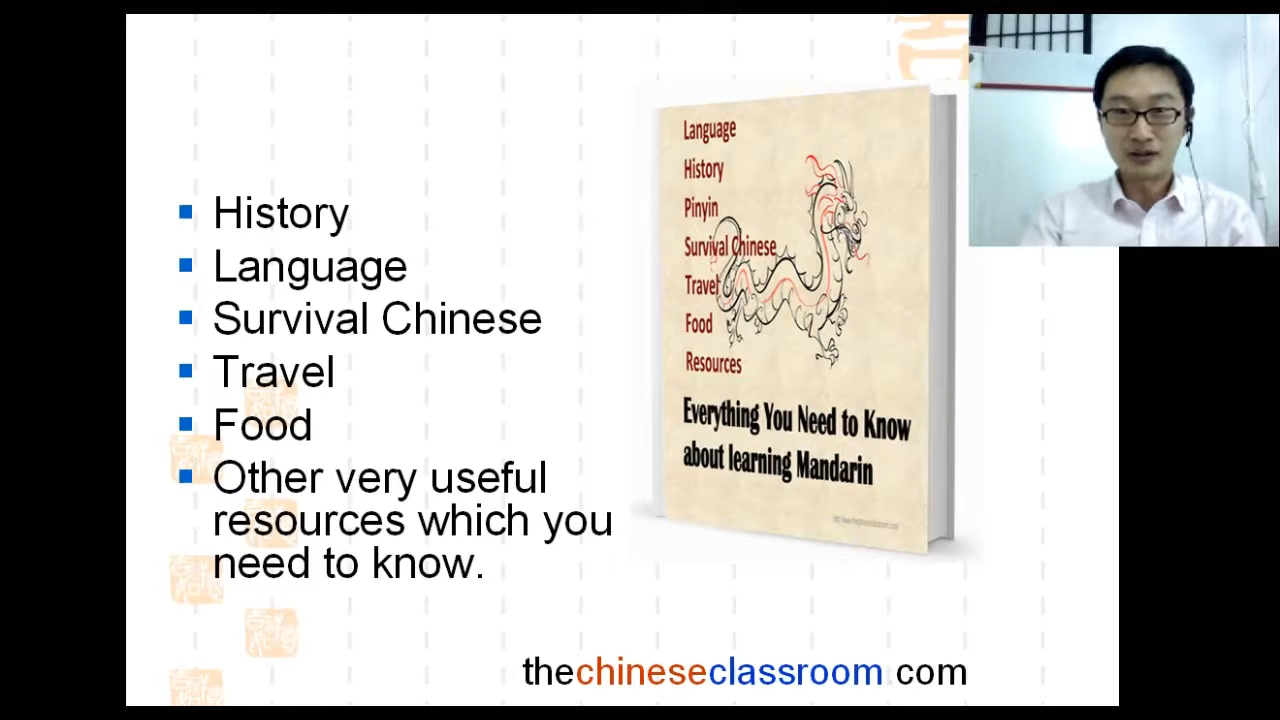 History
Language
Survival Chinese
Travel
Food
Other very useful
resources which you
need to know.
Language
History
Pinyin
Survival Chinese
Travel
Food
Resources
Everything You Need to Know
about learning Mandarin
thechineseclassroom com